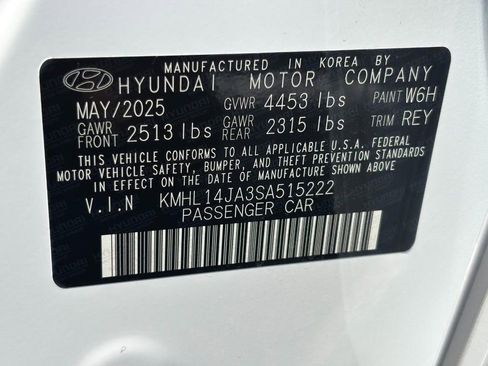 MANUFACTURED IN KOREA BY
HYUNDAI MOTOR COMPANY
MAY/2025 GVWR 4453 lbs PAINT W6H
GAWR FRONT 2513 lbs GAWR REAR 2315 lbs TRIM REY
THIS VEHICLE CONFORMS TO ALL APPLICABLE U.S.A. FEDERAL
MOTOR VEHICLE SAFETY, BUMPER, AND THEFT PREVENTION STANDARDS
IN EFFECT ON THE DATE OF MANUFACTURE SHOWN ABOVE.
V.I.N KMHL14JA3SA515222
PASSENGER CAR